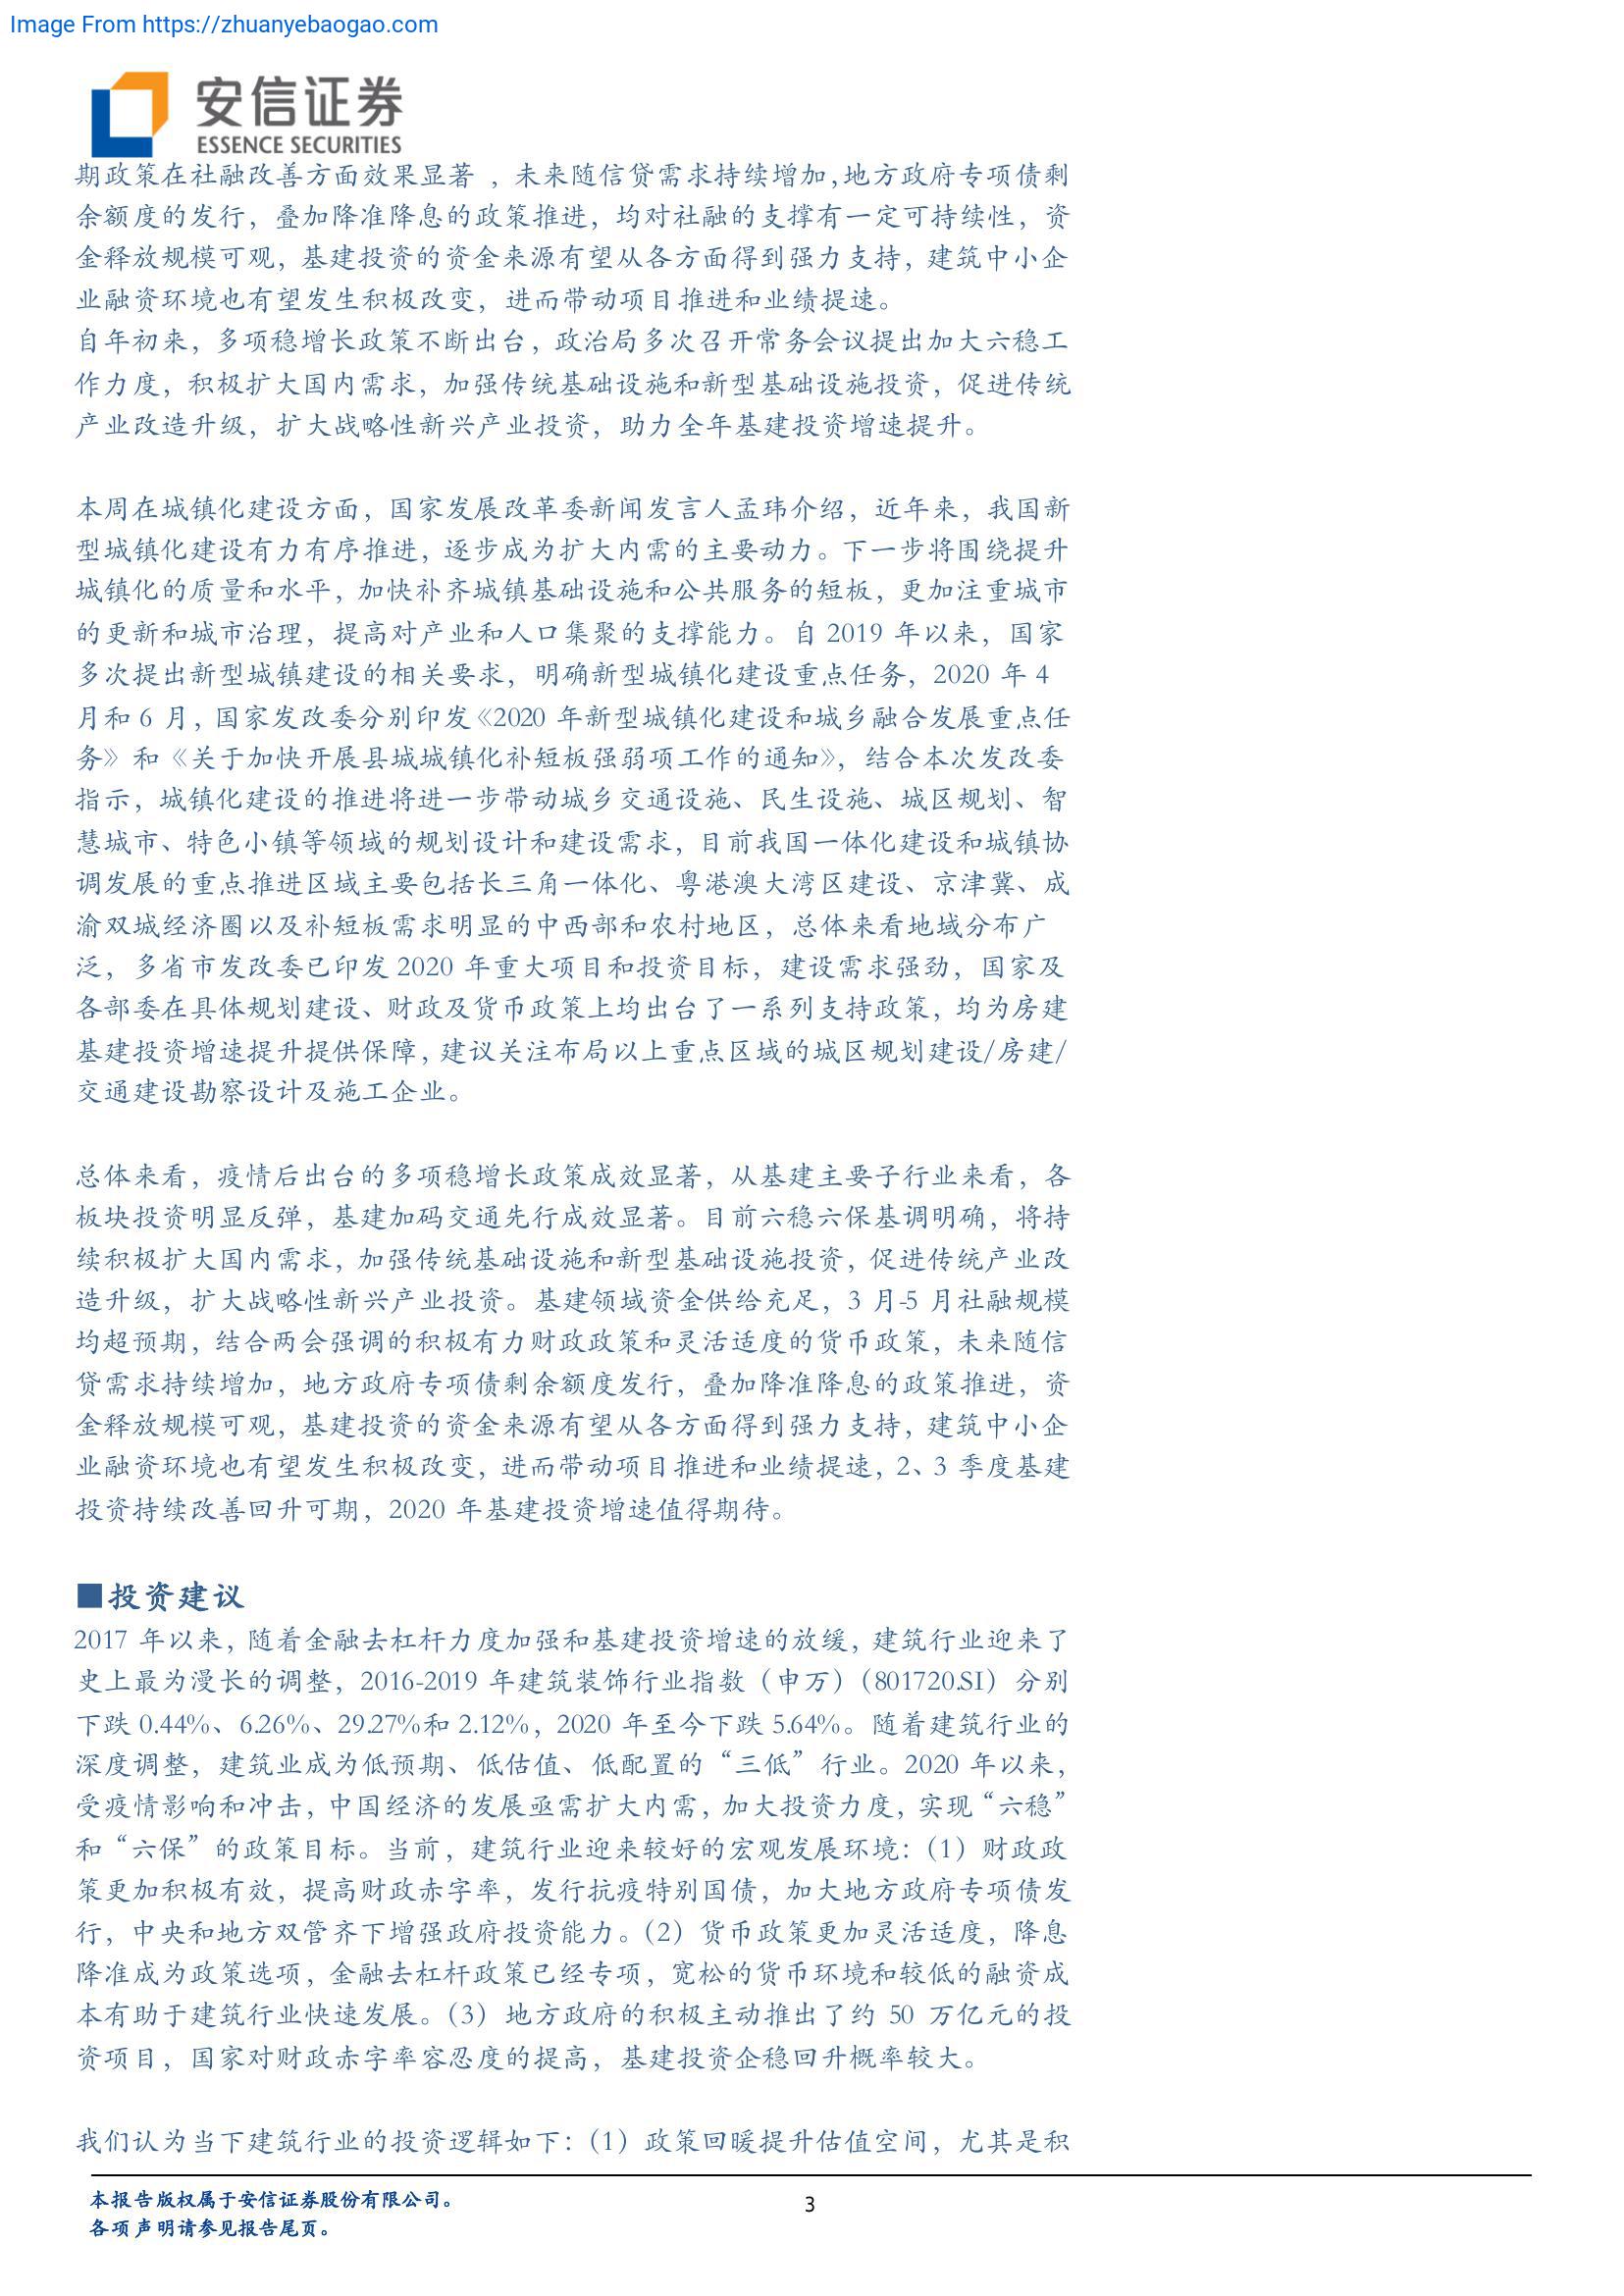 Image From https://zhuanyebaogao.com
安信证券
ESSENCE SECURITIES
期政策在社融改善方面效果显著 ，未来随信贷需求持续增加,地方政府专项债剩
余额度的发行，叠加降准降息的政策推进，均对社融的支撑有一定可持续性，资
金释放规模可观，基建投资的资金来源有望从各方面得到强力支持，建筑中小企
业融资环境也有望发生积极改变，进而带动项目推进和业绩提速。
自年初来，多项稳增长政策不断出台，政治局多次召开常务会议提出加大六稳工
作力度，积极扩大国内需求，加强传统基础设施和新型基础设施投资，促进传统
产业改造升级，扩大战略性新兴产业投资，助力全年基建投资增速提升。
本周在城镇化建设方面，国家发展改革委新闻发言人孟玮介绍，近年来，我国新
型城镇化建设有力有序推进，逐步成为扩大内需的主要动力。下一步将围绕提升
城镇化的质量和水平，加快补齐城镇基础设施和公共服务的短板，更加注重城市
的更新和城市治理，提高对产业和人口集聚的支撑能力。自 2019 年以来，国家
多次提出新型城镇建设的相关要求，明确新型城镇化建设重点任务，2020 年 4
月和 6 月，国家发改委分别印发《2020 年新型城镇化建设和城乡融合发展重点任
务》和《关于加快开展县城城镇化补短板强弱项工作的通知》，结合本次发改委
指示，城镇化建设的推进将进一步带动城乡交通设施、民生设施、城区规划、智
慧城市、特色小镇等领域的规划设计和建设需求，目前我国一体化建设和城镇协
调发展的重点推进区域主要包括长三角一体化、粤港澳大湾区建设、京津冀、成
渝双城经济圈以及补短板需求明显的中西部和农村地区，总体来看地域分布广
泛，多省市发改委已印发 2020 年重大项目和投资目标，建设需求强劲，国家及
各部委在具体规划建设、财政及货币政策上均出台了一系列支持政策，均为房建
基建投资增速提升提供保障，建议关注布局以上重点区域的城区规划建设/房建/
交通建设勘察设计及施工企业。
总体来看，疫情后出台的多项稳增长政策成效显著，从基建主要子行业来看，各
板块投资明显反弹，基建加码交通先行成效显著。目前六稳六保基调明确，将持
续积极扩大国内需求，加强传统基础设施和新型基础设施投资，促进传统产业改
造升级，扩大战略性新兴产业投资。基建领域资金供给充足，3 月-5 月社融规模
均超预期，结合两会强调的积极有力财政政策和灵活适度的货币政策，未来随信
贷需求持续增加，地方政府专项债剩余额度发行，叠加降准降息的政策推进，资
金释放规模可观，基建投资的资金来源有望从各方面得到强力支持，建筑中小企
业融资环境也有望发生积极改变，进而带动项目推进和业绩提速，2、3 季度基建
投资持续改善回升可期，2020 年基建投资增速值得期待。
■投资建议
2017 年以来，随着金融去杠杆力度加强和基建投资增速的放缓，建筑行业迎来了
史上最为漫长的调整，2016-2019 年建筑装饰行业指数（申万）（801720.SI）分别
下跌 0.44%、6.26%、29.27%和 2.12%，2020 年至今下跌 5.64%。随着建筑行业的
深度调整，建筑业成为低预期、低估值、低配置的“三低”行业。2020 年以来，
受疫情影响和冲击，中国经济的发展亟需扩大内需，加大投资力度，实现“六稳”
和“六保”的政策目标。当前，建筑行业迎来较好的宏观发展环境：（1）财政政
策更加积极有效，提高财政赤字率，发行抗疫特别国债，加大地方政府专项债发
行，中央和地方双管齐下增强政府投资能力。（2）货币政策更加灵活适度，降息
降准成为政策选项，金融去杠杆政策已经专项，宽松的货币环境和较低的融资成
本有助于建筑行业快速发展。（3）地方政府的积极主动推出了约 50 万亿元的投
资项目，国家对财政赤字率容忍度的提高，基建投资企稳回升概率较大。
我们认为当下建筑行业的投资逻辑如下：（1）政策回暖提升估值空间，尤其是积
本报告版权属于安信证券股份有限公司。
3
各项声明请参见报告尾页。